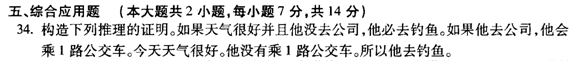 五、综合应用题 (本大题共2小题,每小题7分,共14分)
34. 构造下列推理的证明。如果天气很好并且他没去公司,他必去钓鱼。如果他去公司,他会
乘1路公交车。今天天气很好。他没有乘1路公交车。所以他去钓鱼。